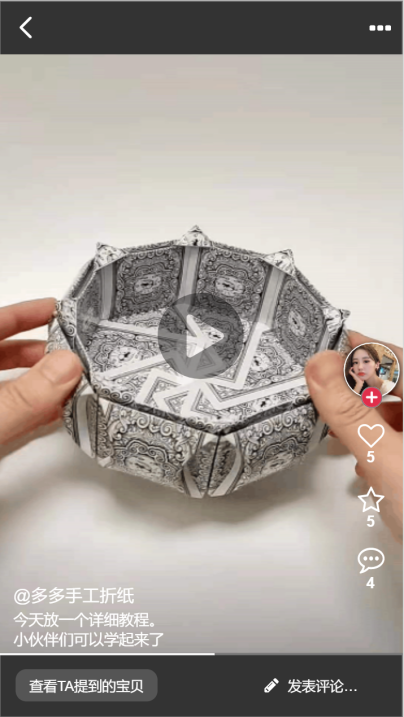 5
5
4
@多多手工折纸
今天放一个详细教程。
小伙伴们可以学起来了
查看TA提到的宝贝
发表评论...